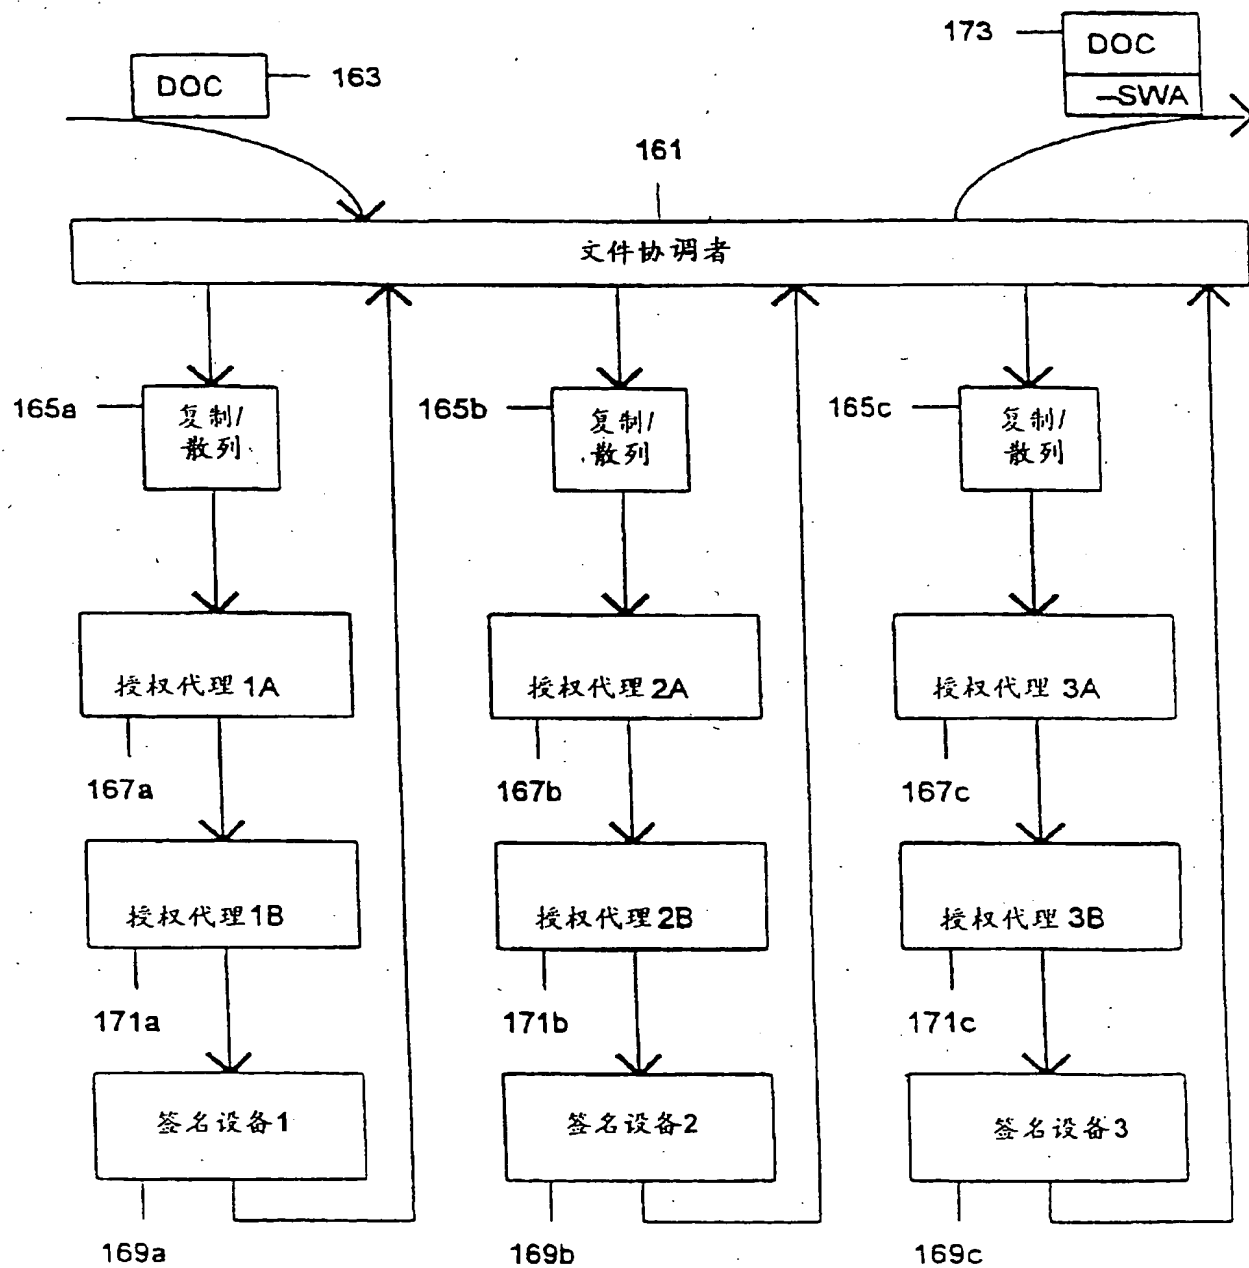 DOC
163
173
DOC
—SWA
161
文件协调者
165a
复制/
散列
165b
复制/
散列
165c
复制/
散列
授权代理 1A
授权代理 2A
授权代理 3A
167a
167b
167c
授权代理 1B
授权代理 2B
授权代理 3B
171a
171b
171c
签名设备 1
签名设备 2
签名设备 3
169a
169b
169c